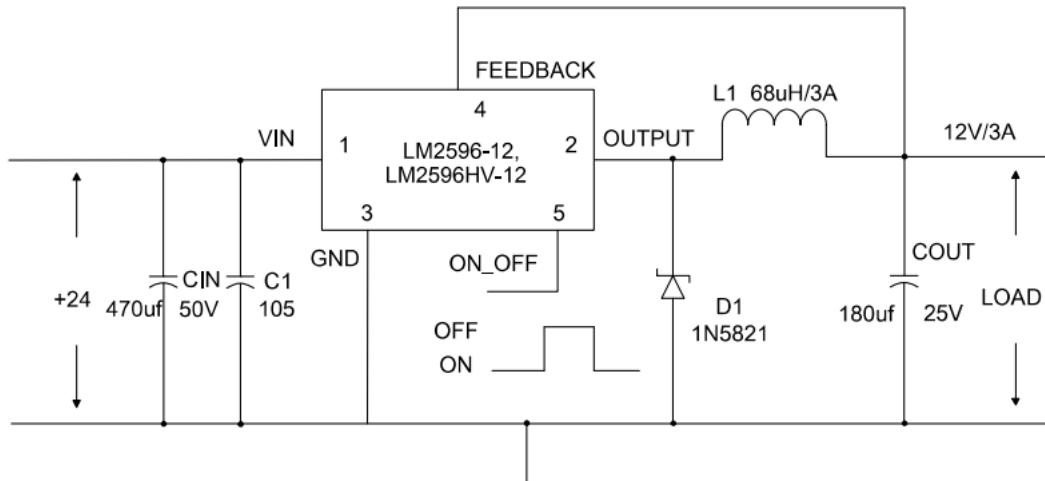 FEEDBACK
L1 68uH/3A
4
VIN
1
LM2596-12,
LM2596HV-12
2
OUTPUT
12V/3A
3
5
GND
ON_OFF
+24
CIN
470uf 50V
C1
105
OFF
ON
D1
1N5821
COUT
180uf 25V
LOAD